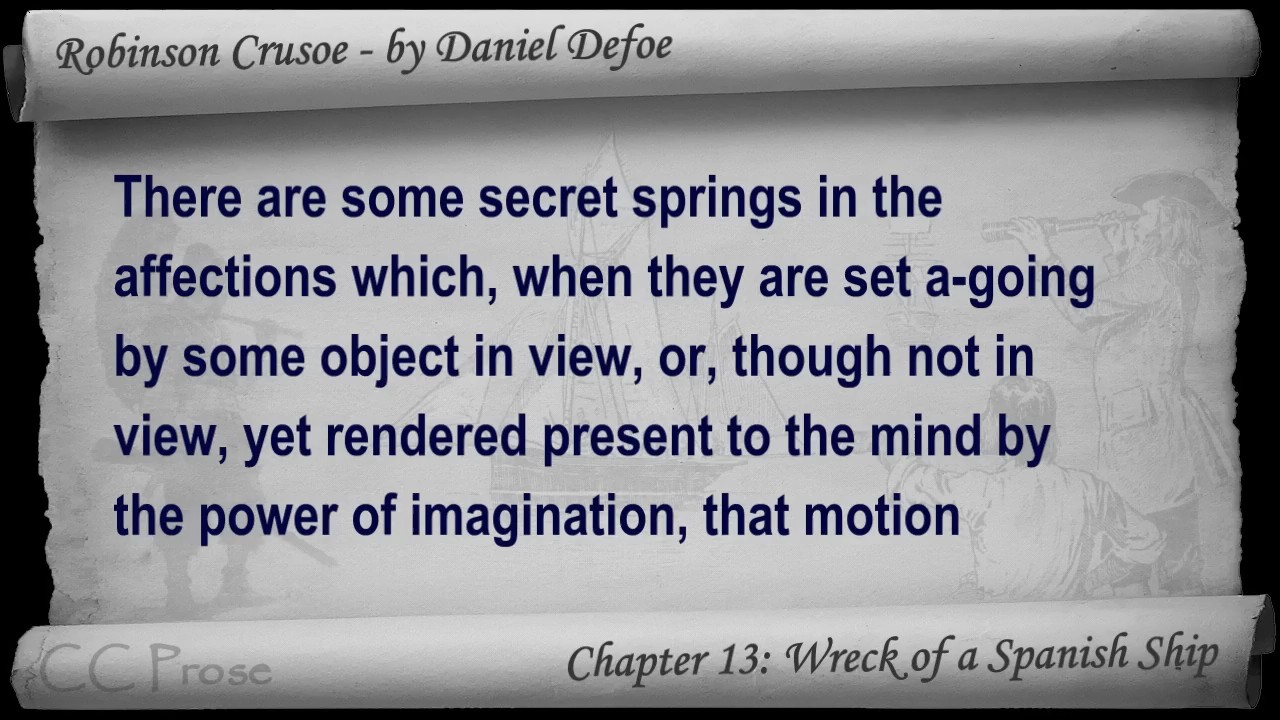 Robinson Crusoe - by Daniel Defoe
There are some secret springs in the
affections which, when they are set a-going
by some object in view, or, though not in
view, yet rendered present to the mind by
the power of imagination, that motion
CC Prose
Chapter 13: Wreck of a Spanish Ship